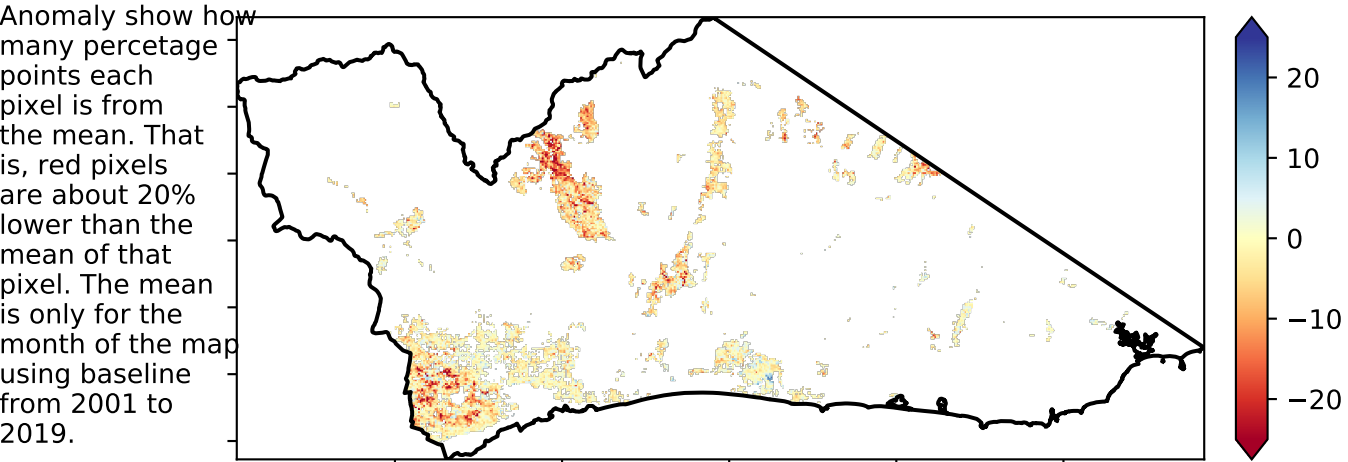 Anomaly show how
many percetage
points each
pixel is from
the mean. That
is, red pixels
are about 20%
lower than the
mean of that
pixel. The mean
is only for the
month of the map
using baseline
from 2001 to
2019.
20
10
0
−10
−20